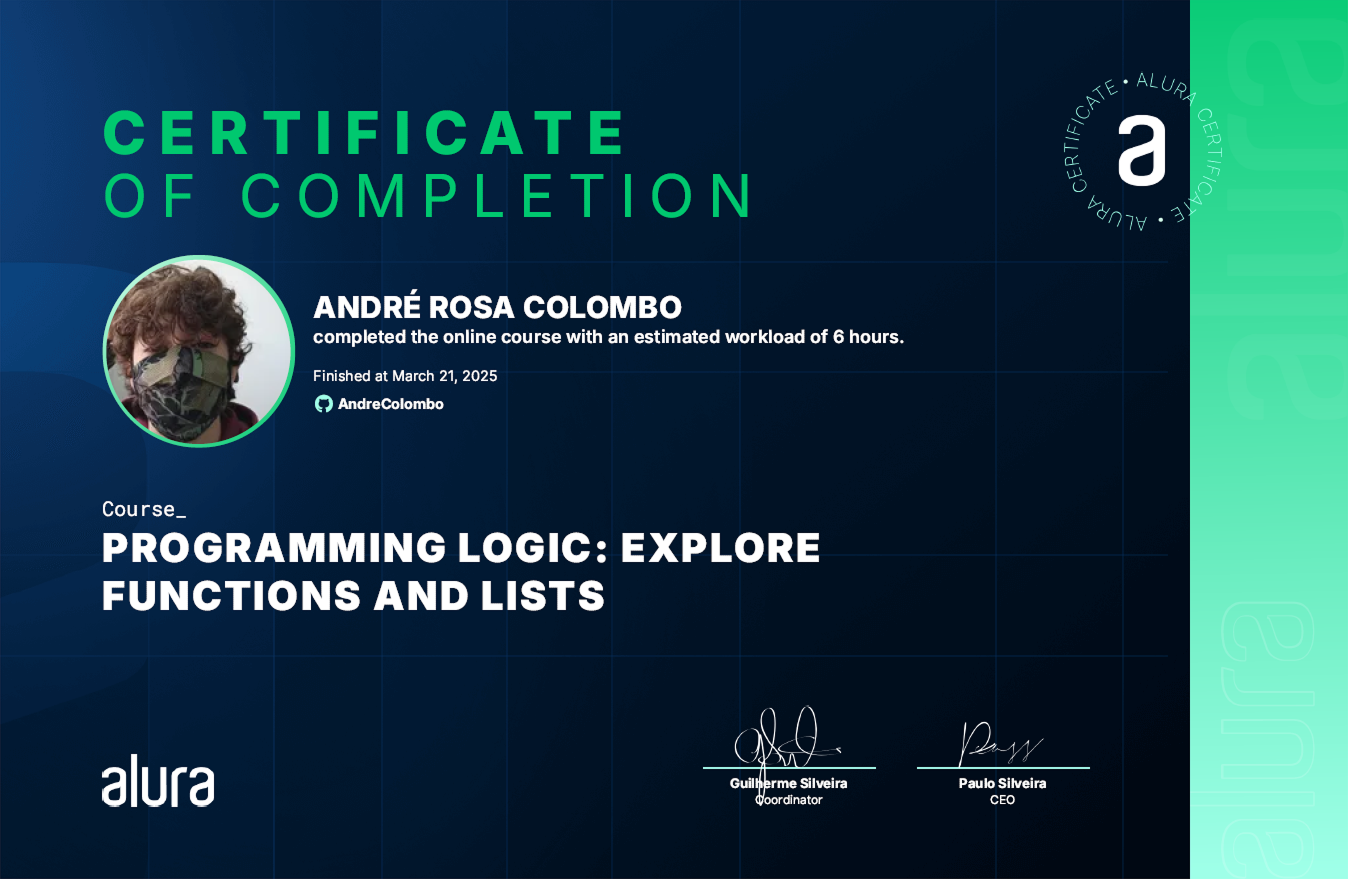 CERTIFICATE
OF COMPLETION
ALURA CERTIFICATE • ALURA CERTIFICATE •
a
ANDRÉ ROSA COLOMBO
completed the online course with an estimated workload of 6 hours.
Finished at March 21, 2025
AndreColombo
Course_
PROGRAMMING LOGIC: EXPLORE
FUNCTIONS AND LISTS
alura
Guilherme Silveira
Coordinator
Paulo Silveira
CEO
alura
alura